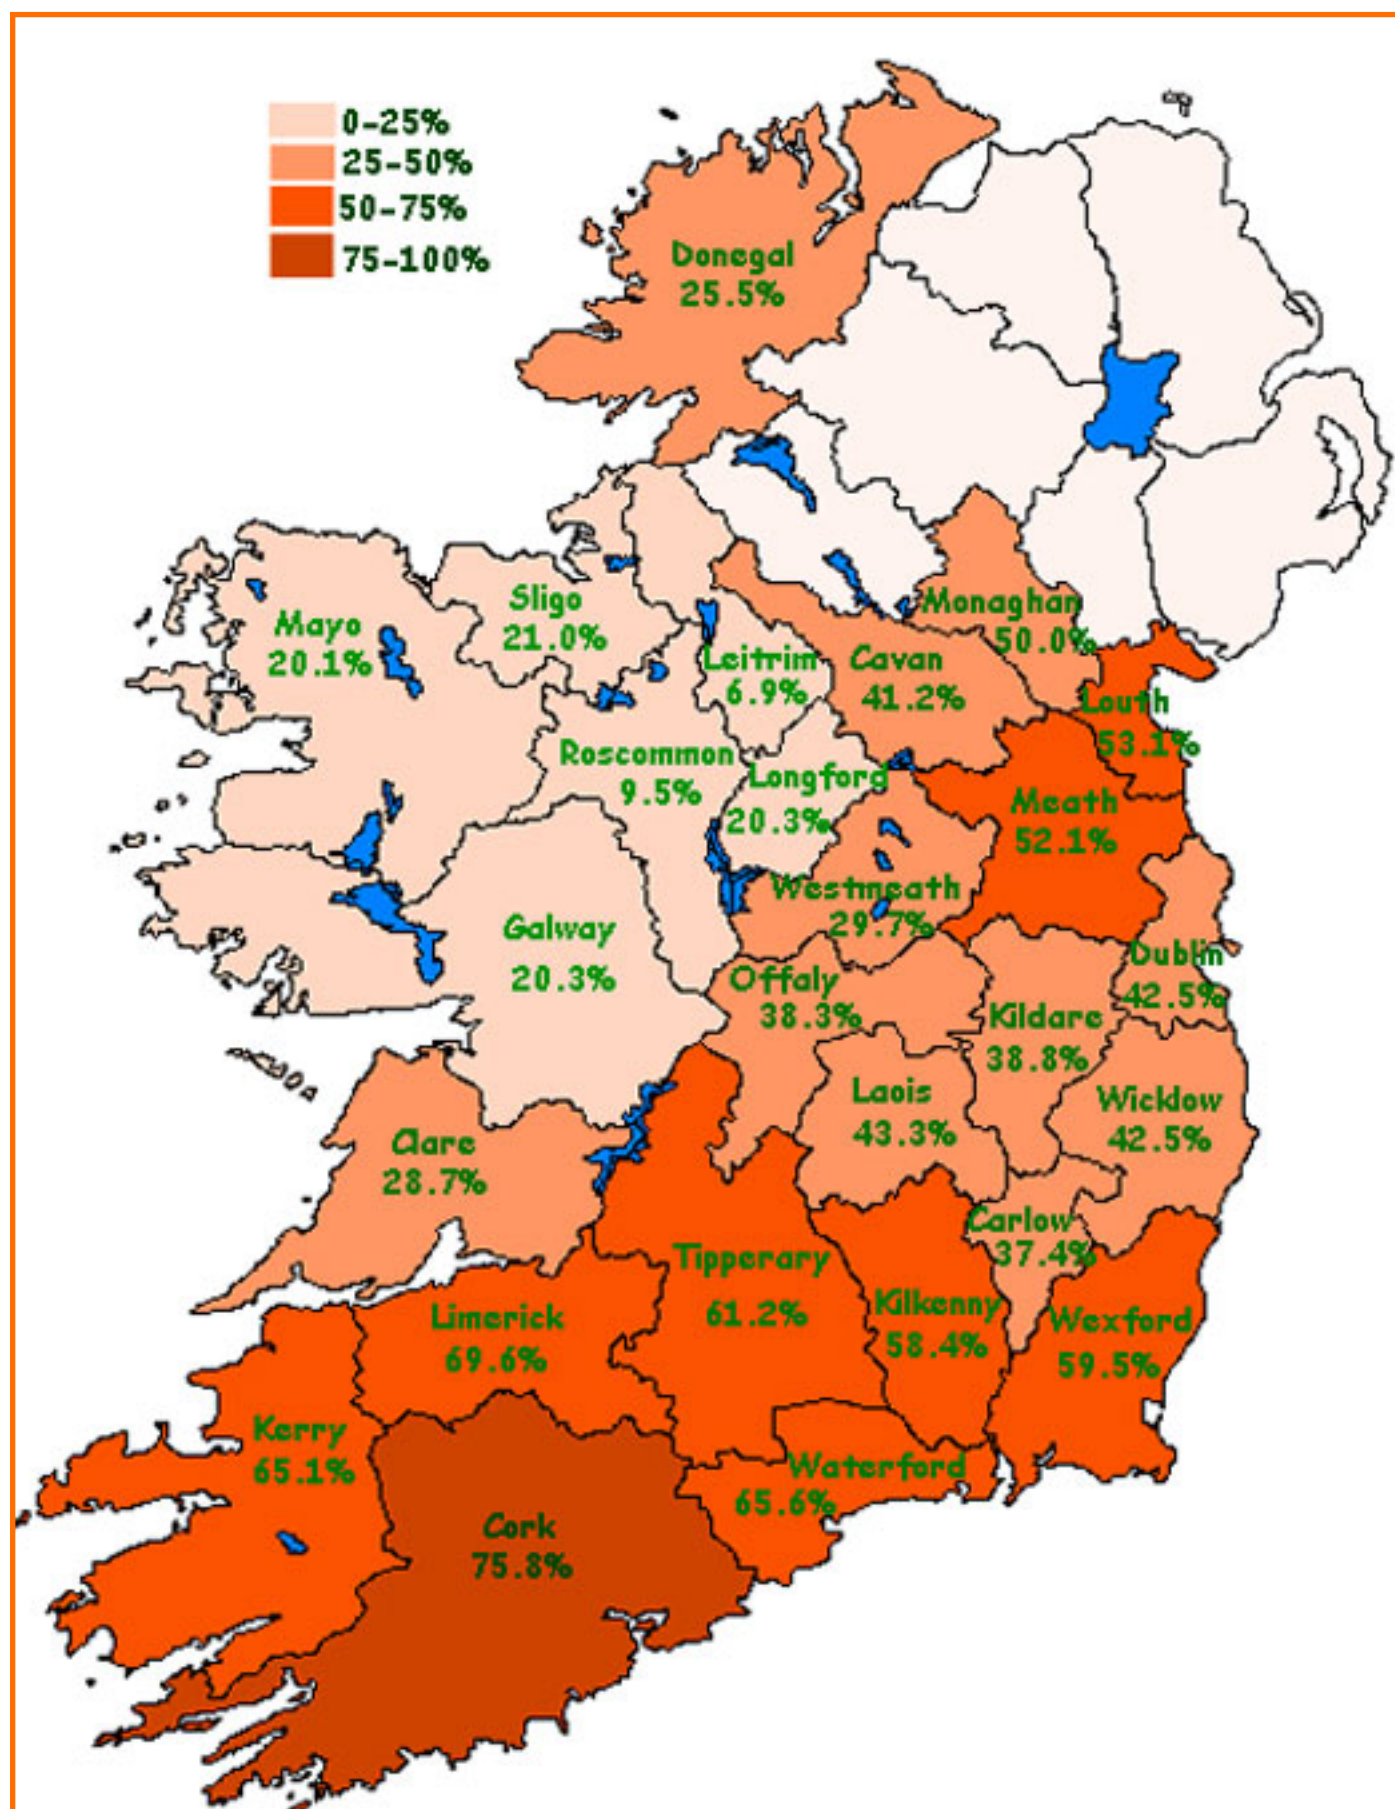 0-25%
25-50%
50-75%
75-100%
Donegal
25.5%
Mayo
20.1%
Sligo
21.0%
Leitrim
6.9%
Cavan
41.2%
Monaghan
50.0%
Louth
53.1%
Roscommon
9.5%
Longford
20.3%
Meath
52.1%
Westmeath
29.7%
Galway
20.3%
Offaly
38.3%
Dublin
42.5%
Kildare
38.8%
Laois
43.3%
Wicklow
42.5%
Clare
28.7%
Carlow
37.4%
Tipperary
61.2%
Limerick
69.6%
Kilkenny
58.4%
Wexford
59.5%
Kerry
65.1%
Waterford
65.6%
Cork
75.8%